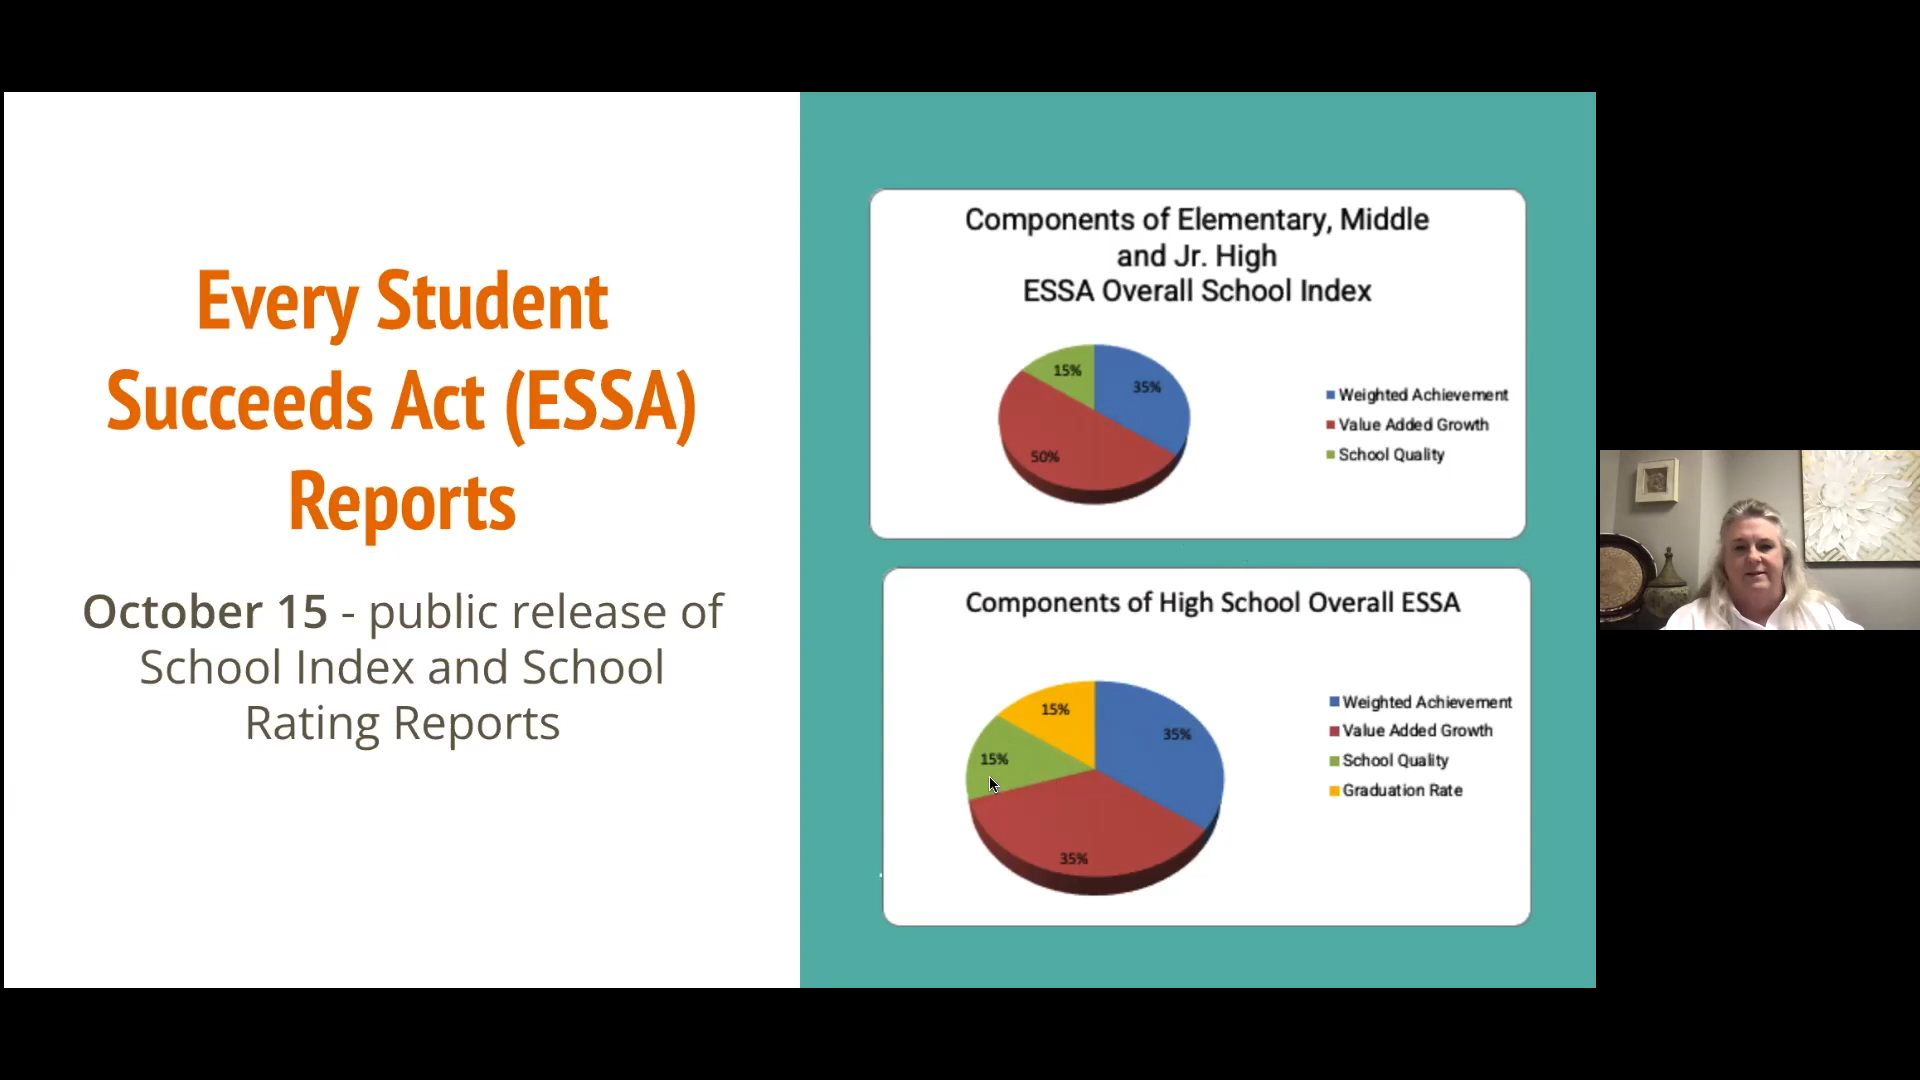 Every Student
Succeeds Act (ESSA)
Reports
October 15 - public release of
School Index and School
Rating Reports
Components of Elementary, Middle
and Jr. High
ESSA Overall School Index
15%
35%
50%
Weighted Achievement
Value Added Growth
School Quality
Components of High School Overall ESSA
15%
35%
15%
35%
Weighted Achievement
Value Added Growth
School Quality
Graduation Rate